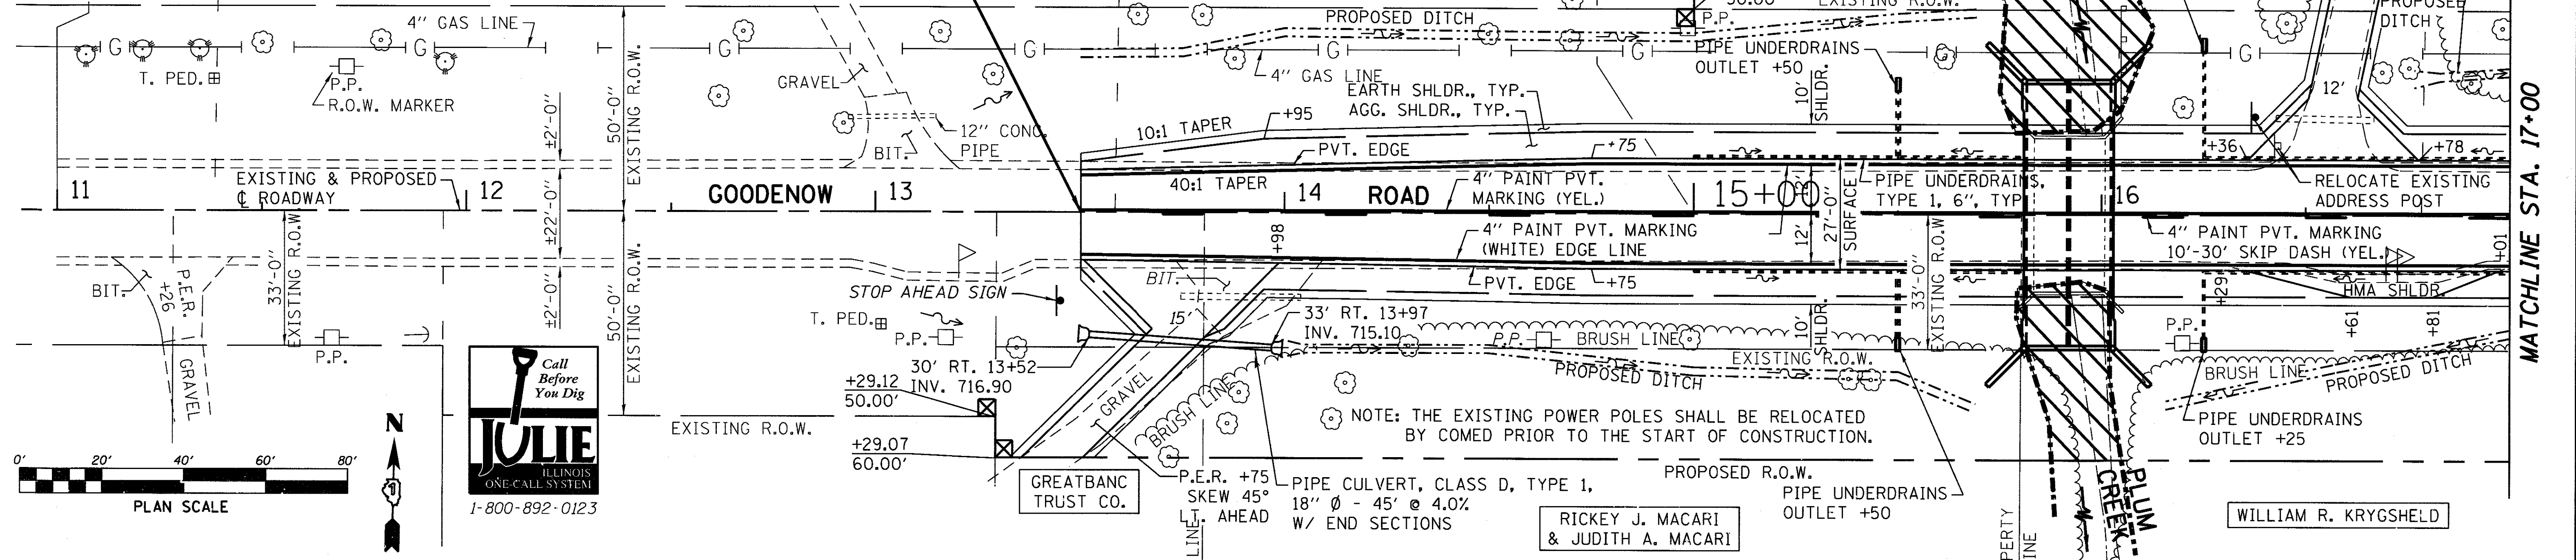 4" GAS LINE
G
G
G
G
G
G
G
T. PED.
P.P.
R.O.W. MARKER
±2'-0"
50'-0"
EXISTING R.O.W.
GRAVEL
12" CONC.
PIPE
BIT.
PROPOSED DITCH
4" GAS LINE
P.P.
50.00'
EXISTING R.O.W.
PIPE UNDERDRAINS
OUTLET +50
EARTH SHLDR., TYP.
AGG. SHLDR., TYP.
10:1 TAPER
+95
PVT. EDGE
+75
10'
SHLDR.
PROPOSED
DITCH
12'
+36
+78
RELOCATE EXISTING
ADDRESS POST
MATCHLINE STA. 17+00
11
EXISTING & PROPOSED
℄ ROADWAY
12
GOODENOW
13
40:1 TAPER
14
ROAD
4" PAINT PVT.
MARKING (YEL.)
15+00
PIPE UNDERDRAINS,
TYPE 1, 6", TYP.
16
12'
27'-0"
SURFACE
12'
4" PAINT PVT. MARKING
(WHITE) EDGE LINE
4" PAINT PVT. MARKING
10'-30' SKIP DASH (YEL.)
±22'-0"
33'-0"
EXISTING R.O.W.
BIT.
P.E.R.
+26
GRAVEL
P.P.
±2'-0"
50'-0"
EXISTING R.O.W.
STOP AHEAD SIGN
T. PED.
P.P.
+98
BIT.
15'
PVT. EDGE
+75
30' RT. 13+52
INV. 716.90
33' RT. 13+97
INV. 715.10
P.P.
BRUSH LINE
10'
SHLDR.
EXISTING R.O.W.
PROPOSED DITCH
33'-0"
EXISTING R.O.W.
+29
HMA SHLDR.
+01
+61
+81
P.P.
BRUSH LINE
PROPOSED DITCH
PIPE UNDERDRAINS
OUTLET +25
+29.12
50.00'
EXISTING R.O.W.
+29.07
60.00'
GRAVEL
BRUSH LINE
NOTE: THE EXISTING POWER POLES SHALL BE RELOCATED
BY COMED PRIOR TO THE START OF CONSTRUCTION.
PROPOSED R.O.W.
Call
Before
You Dig
JULIE
ILLINOIS
ONE-CALL SYSTEM
1-800-892-0123
N
0'
20'
40'
60'
80'
PLAN SCALE
GREATBANC
TRUST CO.
P.E.R. +75
SKEW 45°
LT. AHEAD
LINE
PIPE CULVERT, CLASS D, TYPE 1,
18" Ø - 45' @ 4.0%
W/ END SECTIONS
RICKEY J. MACARI
& JUDITH A. MACARI
PIPE UNDERDRAINS
OUTLET +50
PLUM
CREEK
WILLIAM R. KRYGSHELD